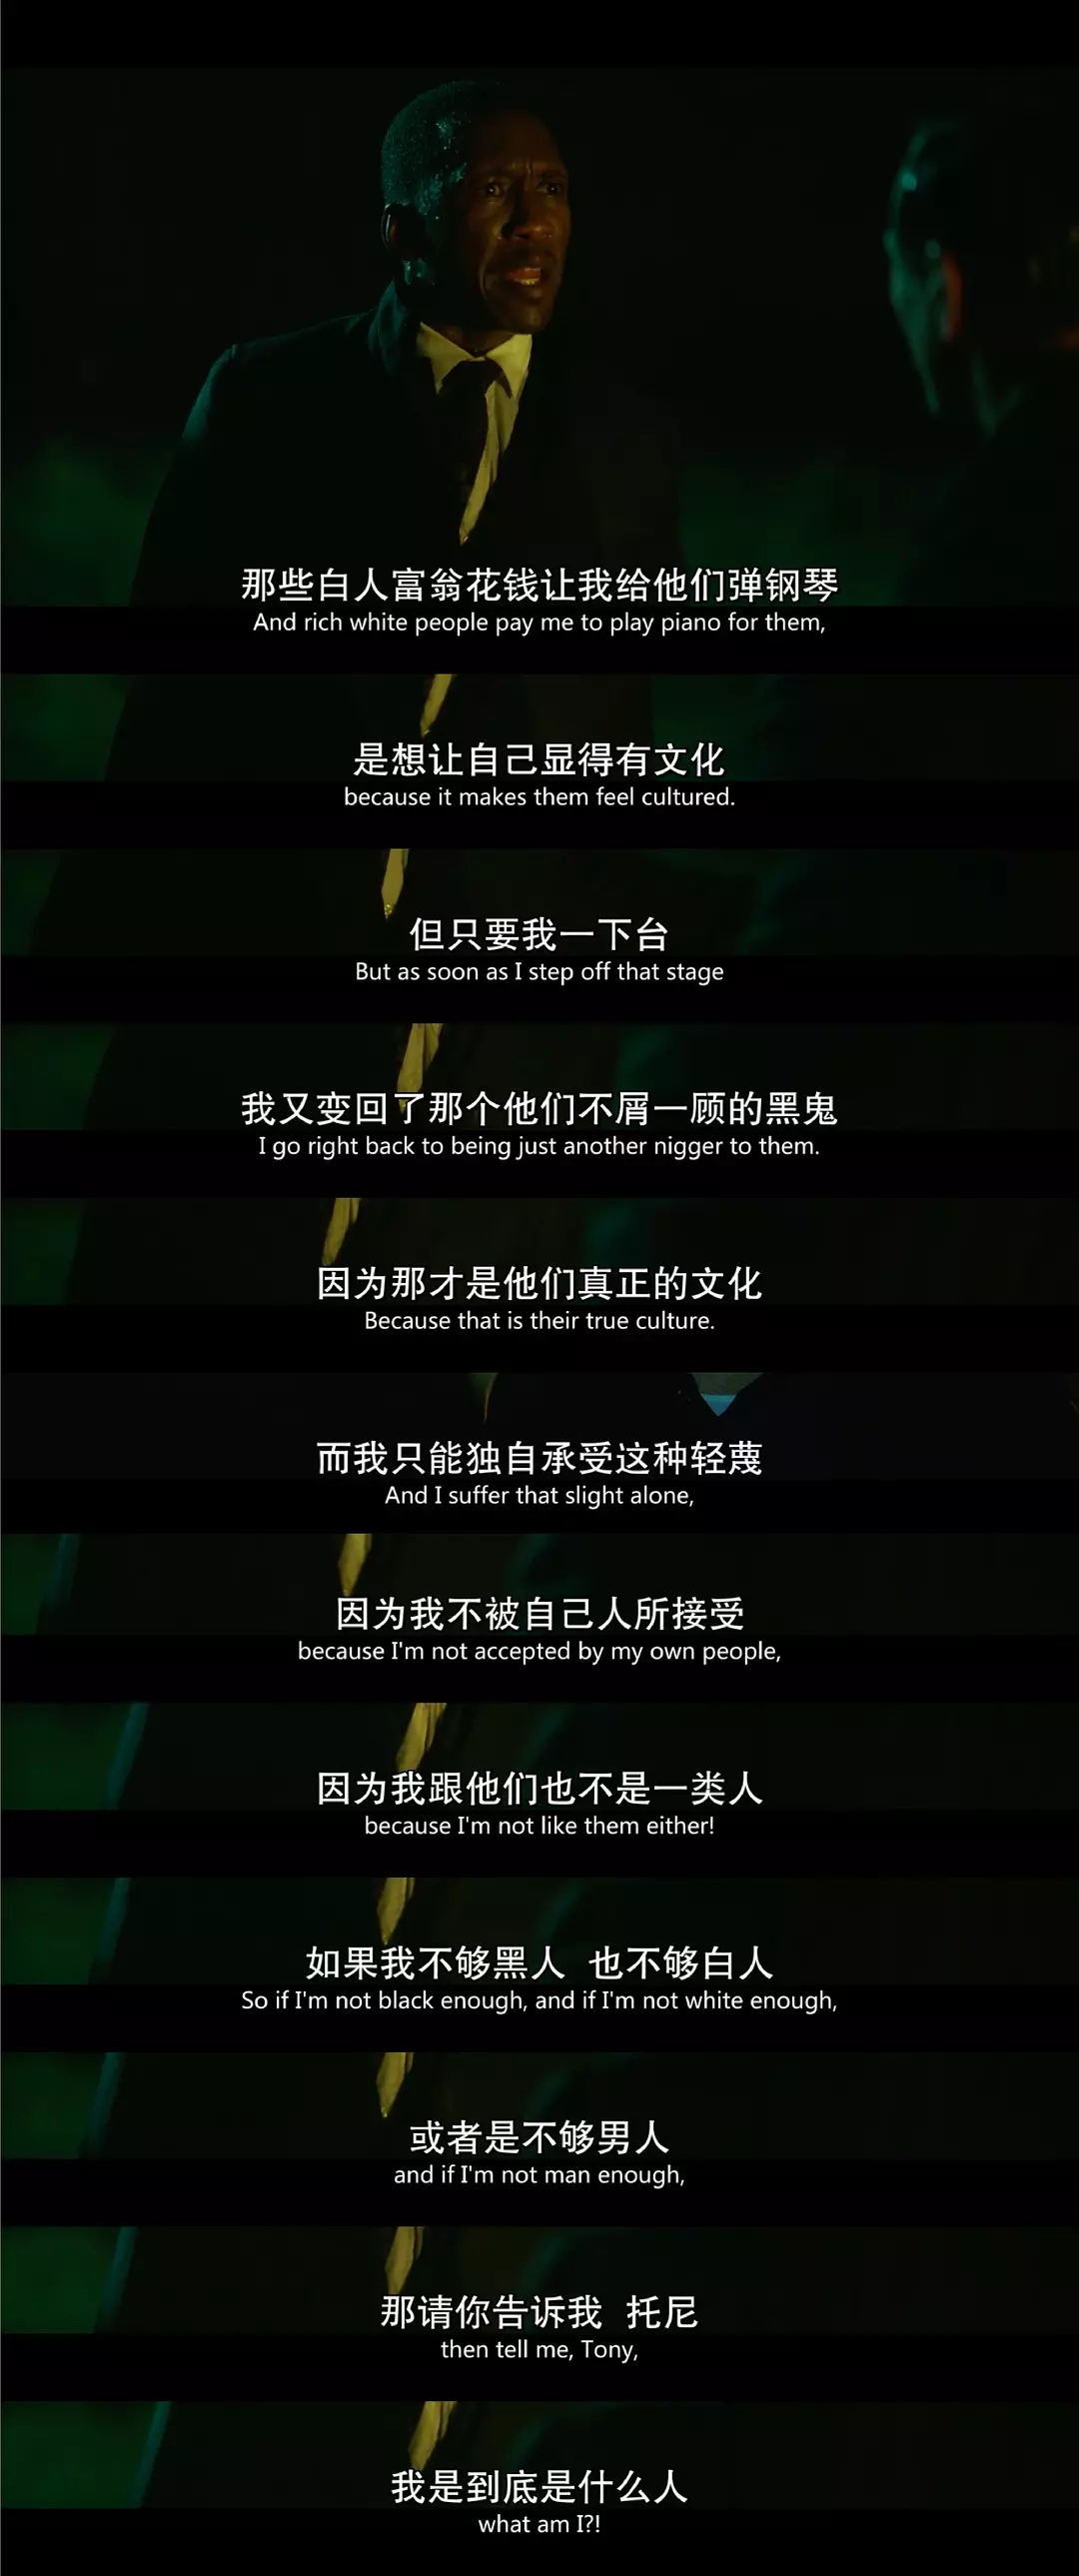 那些白人富翁花钱让我给他们弹钢琴
And rich white people pay me to play piano for them,
是想让自己显得有文化
because it makes them feel cultured.
但只要我一下台
But as soon as I step off that stage
我又变回了那个他们不屑一顾的黑鬼
I go right back to being just another nigger to them.
因为那才是他们真正的文化
Because that is their true culture.
而我只能独自承受这种轻蔑
And I suffer that slight alone,
因为我不被自己人所接受
because I'm not accepted by my own people,
因为我跟他们也不是一类人
because I'm not like them either!
如果我不够黑人 也不够白人
So if I'm not black enough, and if I'm not white enough,
或者是不够男人
and if I'm not man enough,
那请你告诉我 托尼
then tell me, Tony,
我是到底是什么人
what am I?!